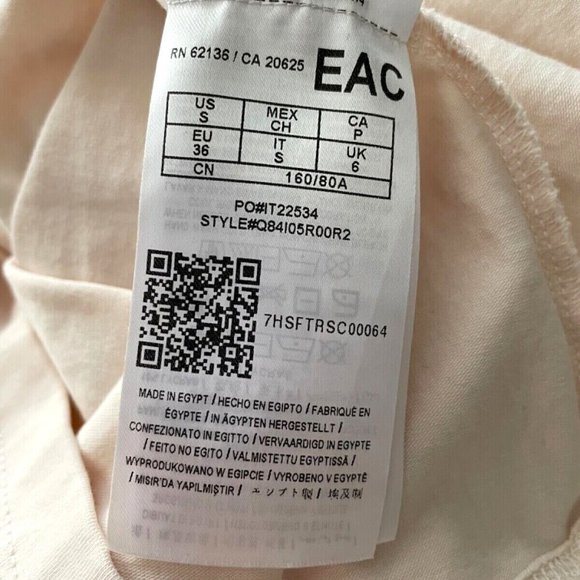 RN 62136 / CA 20625 EAC
US S MEX CH CA P
EU 36 IT S UK 6
CN 160/80A
PO#IT22534
STYLE#Q84I05R00R2
7HSFTRSC00064
MADE IN EGYPT / HECHO EN EGIPTO / FABRIQUÉ EN
ÉGYPTE / IN ÄGYPTEN HERGESTELLT /
CONFEZIONATO IN EGITTO / VERVAARDIGD IN EGYPTE
/ FEITO NO EGITO / VALMISTETTU EGYPTISSÄ /
WYPRODUKOWANO W EGIPCIE / VYROBENO V EGYPTĚ
/ MISIR'DA YAPILMIŞTIR / エジプト製 / 埃及制